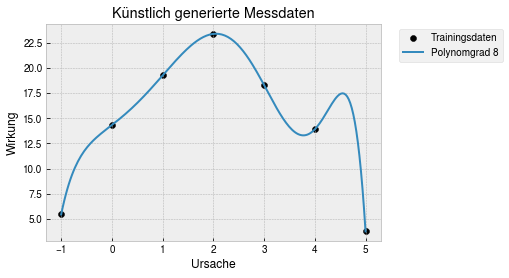 Künstlich generierte Messdaten
Trainingsdaten
Polynomgrad 8
22.5
20.0
17.5
15.0
12.5
10.0
7.5
5.0
Wirkung
−1 0 1 2 3 4 5
Ursache